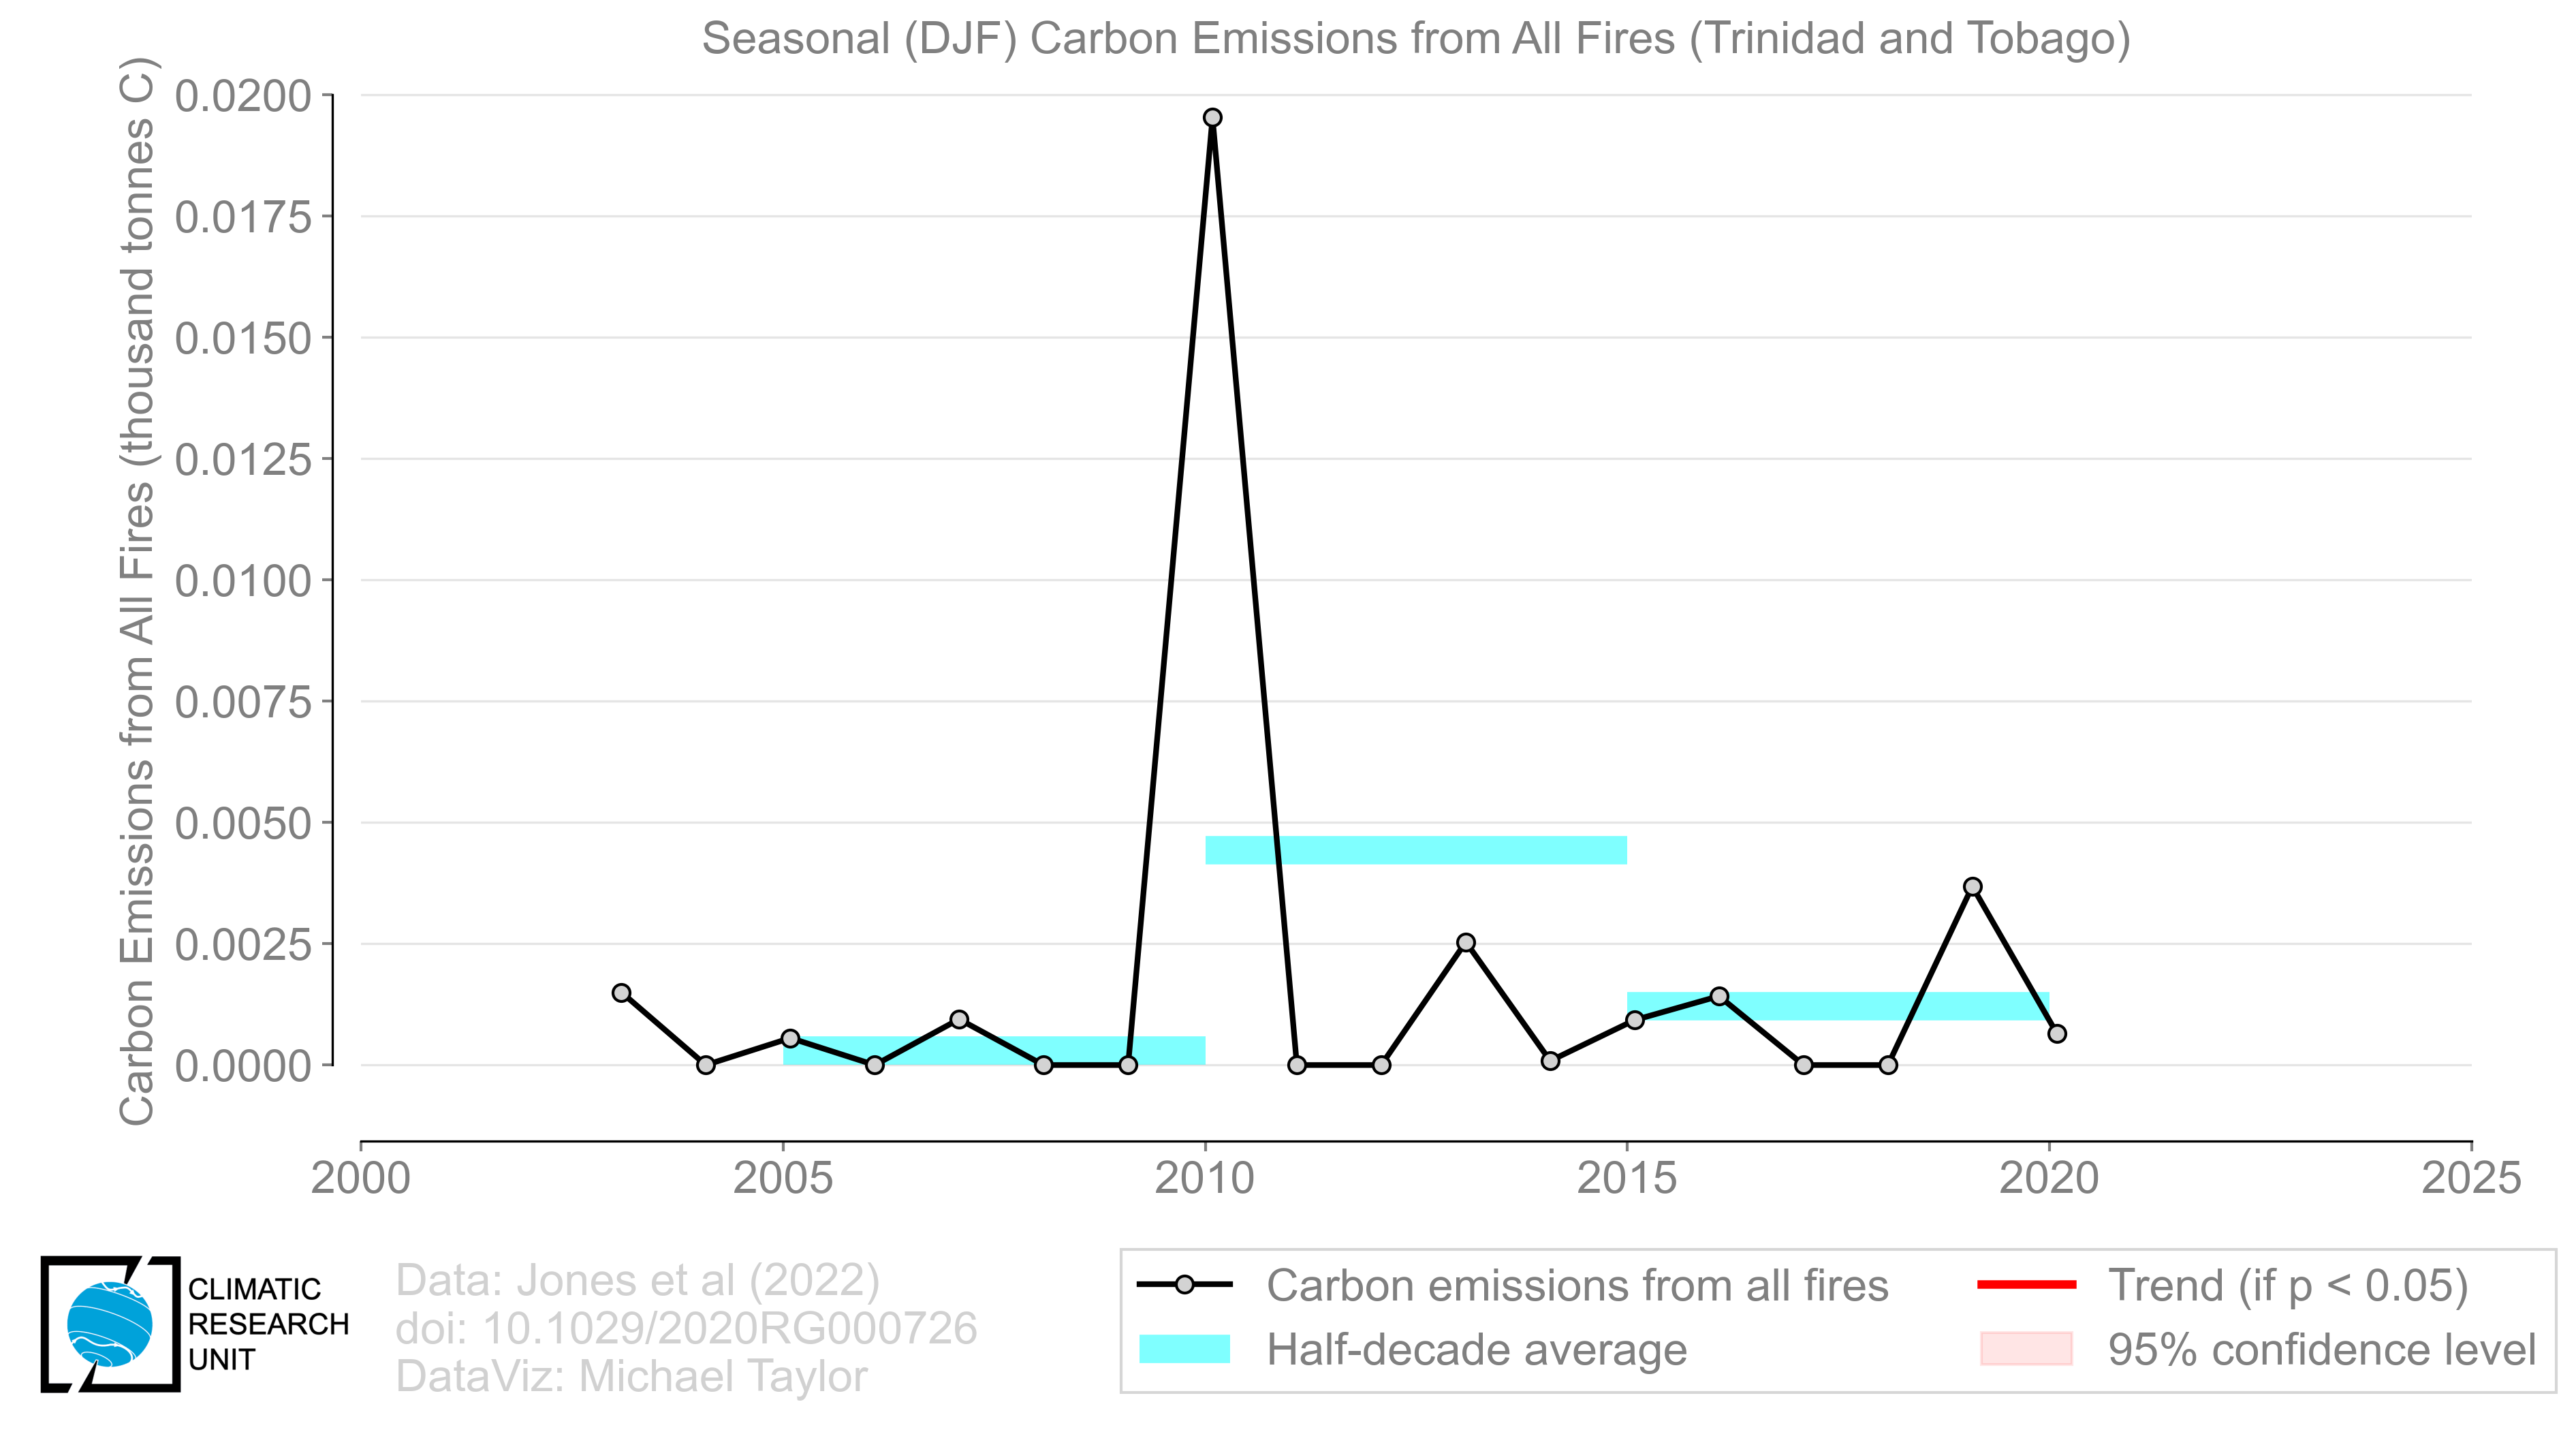 Seasonal (DJF) Carbon Emissions from All Fires (Trinidad and Tobago)
Carbon Emissions from All Fires (thousand tonnes C)
0.0200
0.0175
0.0150
0.0125
0.0100
0.0075
0.0050
0.0025
0.0000
2000
2005
2010
2015
2020
2025
CLIMATIC
RESEARCH
UNIT
Data: Jones et al (2022)
doi: 10.1029/2020RG000726
DataViz: Michael Taylor
Carbon emissions from all fires
Half-decade average
Trend (if p < 0.05)
95% confidence level